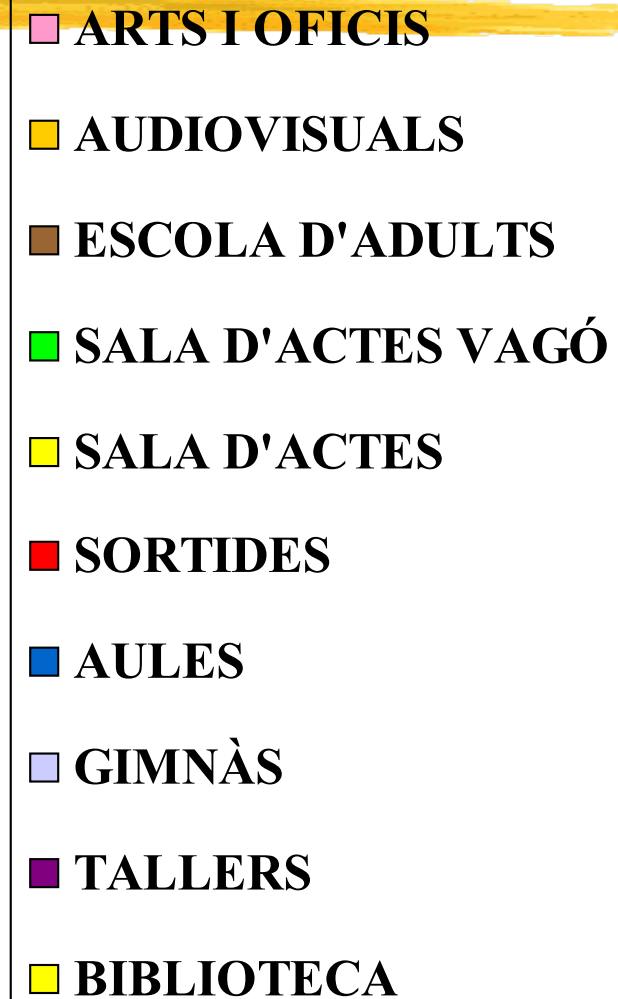 ARTS I OFICIS
AUDIOVISUALS
ESCOLA D'ADULTS
SALA D'ACTES VAGÓ
SALA D'ACTES
SORTIDES
AULES
GIMNÀS
TALLERS
BIBLIOTECA